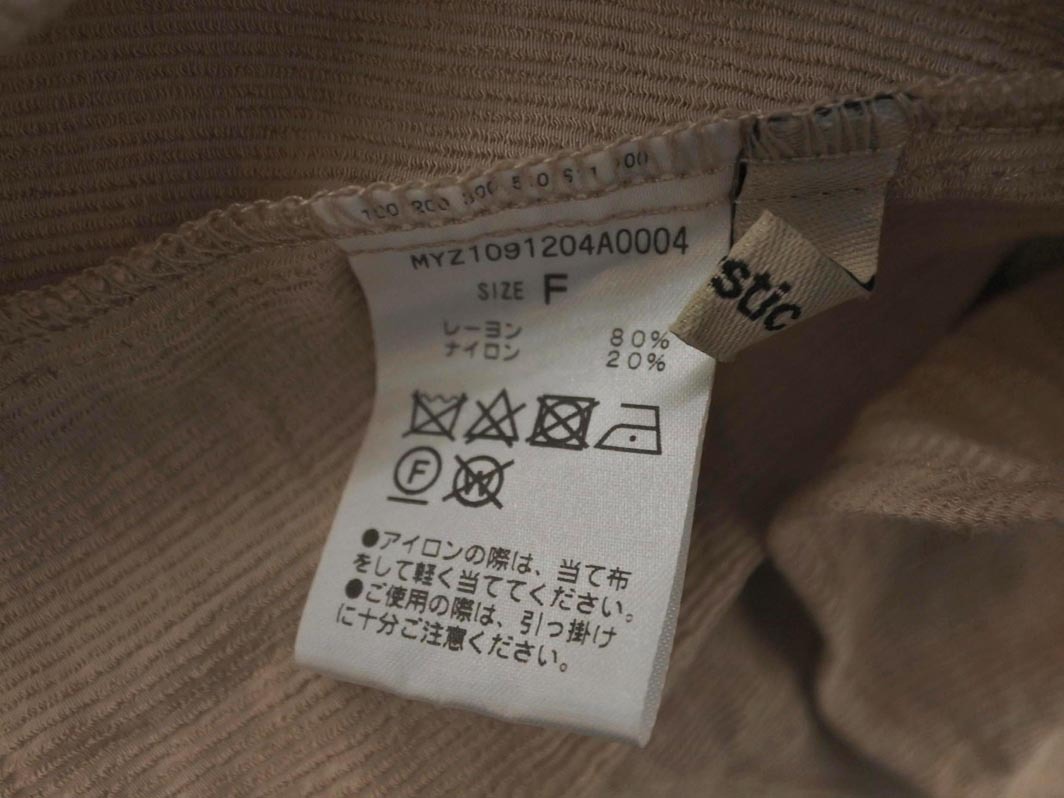 MYZ1091204A0004
SIZE F
レーヨン 80%
ナイロン 20%
F
W
●アイロンの際は、当て布
をして軽く当ててください。
●ご使用の際は、引っ掛け
に十分ご注意ください。
stic